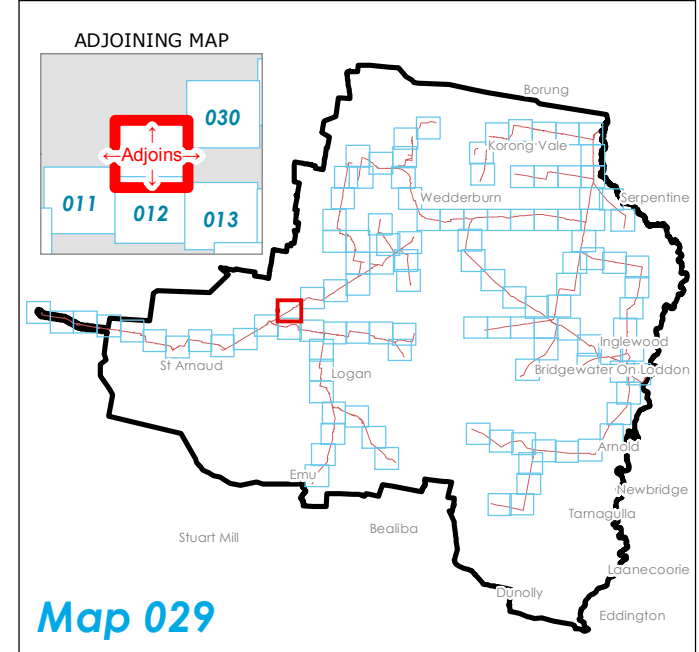 ADJOINING MAP
030
←Adjoins→
011
012
013
Borung
Korong Vale
Wedderburn
Serpentine
Inglewood
St Arnaud
Logan
Bridgewater On Loddon
Arnold
Emu
Newbridge
Tarnagulla
Stuart Mill
Bealiba
Laanecoorie
Dunolly
Eddington
Map 029